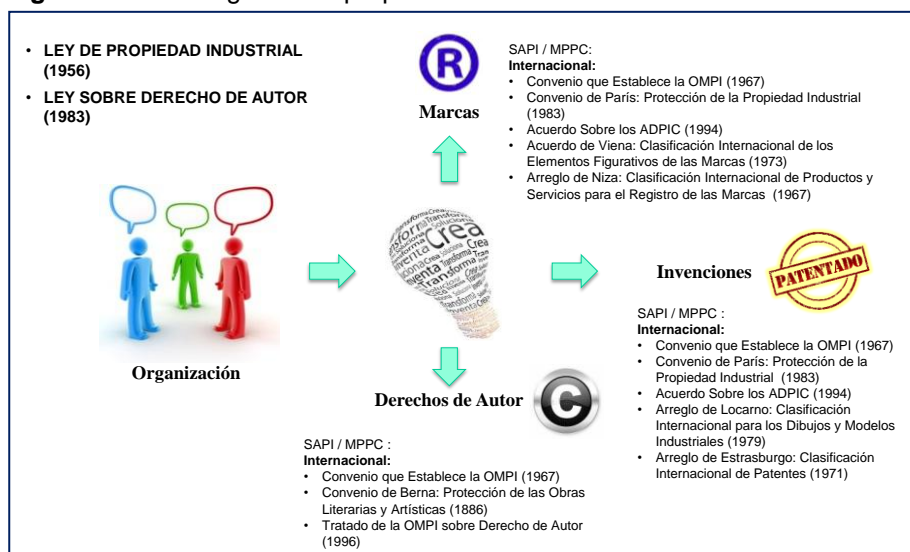 • LEY DE PROPIEDAD INDUSTRIAL
(1956)
• LEY SOBRE DERECHO DE AUTOR
(1983)
®
Marcas
SAPI / MPPC:
Internacional:
• Convenio que Establece la OMPI (1967)
• Convenio de París: Protección de la Propiedad Industrial
(1983)
• Acuerdo Sobre los ADPIC (1994)
• Acuerdo de Viena: Clasificación Internacional de los
Elementos Figurativos de las Marcas (1973)
• Arreglo de Niza: Clasificación Internacional de Productos y
Servicios para el Registro de las Marcas (1967)
Organización
Crea
Crea
Transforma
Invenciones
PATENTADO
SAPI / MPPC :
Internacional:
• Convenio que Establece la OMPI (1967)
• Convenio de París: Protección de la
Propiedad Industrial (1983)
• Acuerdo Sobre los ADPIC (1994)
• Arreglo de Locarno: Clasificación
Internacional para los Dibujos y Modelos
Industriales (1979)
• Arreglo de Estrasburgo: Clasificación
Internacional de Patentes (1971)
Derechos de Autor
©
SAPI / MPPC :
Internacional:
• Convenio que Establece la OMPI (1967)
• Convenio de Berna: Protección de las Obras
Literarias y Artísticas (1886)
• Tratado de la OMPI sobre Derecho de Autor
(1996)